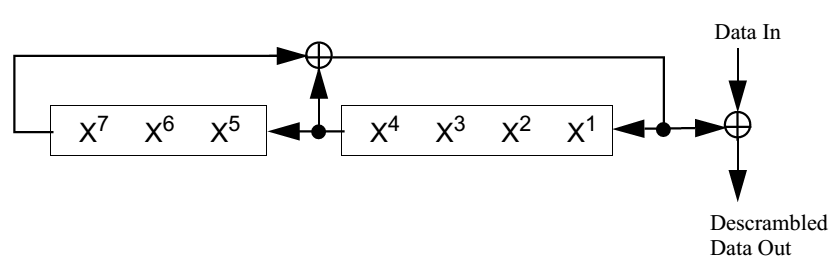 Data In
X⁷ X⁶ X⁵ X⁴ X³ X² X¹
Descrambled
Data Out